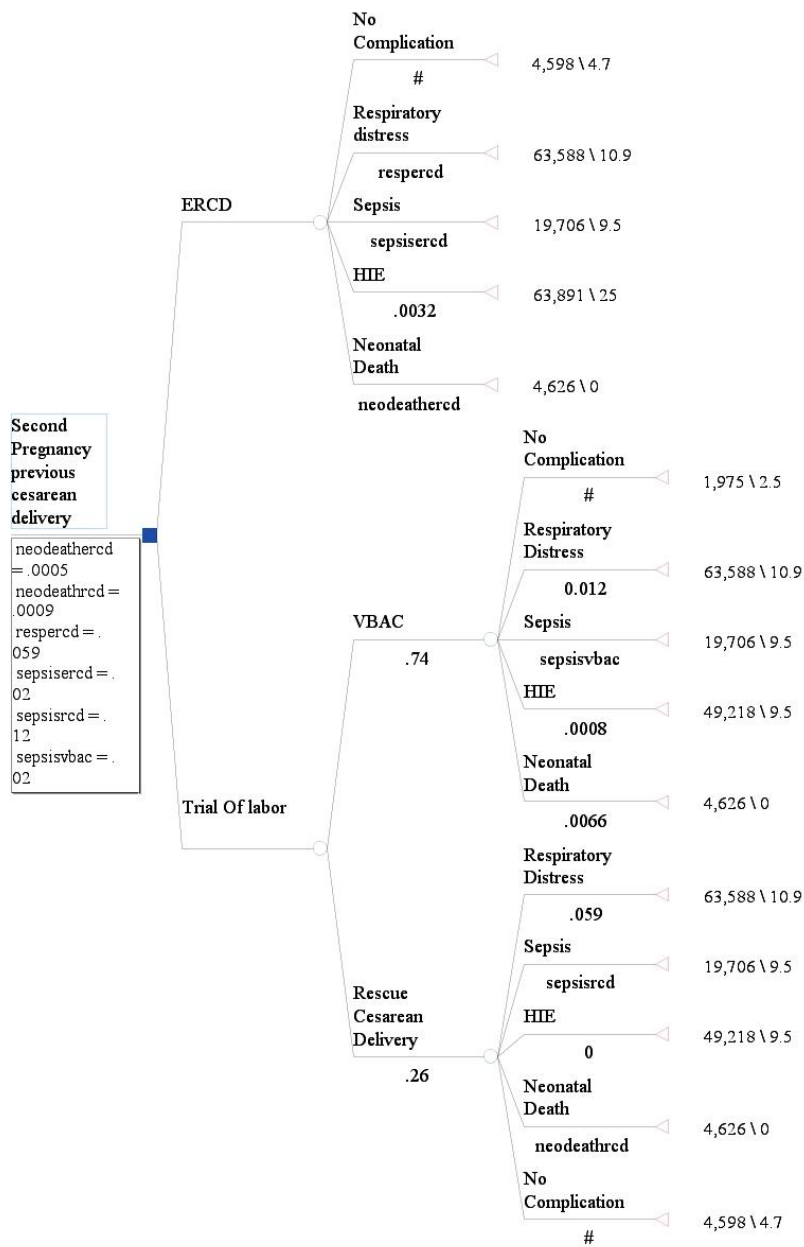 No
Complication
#
4,598 \ 4.7
Respiratory
distress
respercd
63,588 \ 10.9
ERCD
Sepsis
sepsisercd
19,706 \ 9.5
HIE
.0032
63,891 \ 25
Neonatal
Death
neodeathercd
4,626 \ 0
Second
Pregnancy
previous
cesarean
delivery
neodeathercd
= .0005
neodeathrcd =
.0009
respercd = .
059
sepsisercd = .
02
sepsisrcd = .
12
sepsisvbac = .
02
No
Complication
#
1,975 \ 2.5
Respiratory
Distress
0.012
63,588 \ 10.9
VBAC
.74
Sepsis
sepsisvbac
19,706 \ 9.5
HIE
.0008
49,218 \ 9.5
Neonatal
Death
.0066
4,626 \ 0
Trial Of labor
Respiratory
Distress
.059
63,588 \ 10.9
Sepsis
sepsisrcd
19,706 \ 9.5
Rescue
Cesarean
Delivery
.26
HIE
0
49,218 \ 9.5
Neonatal
Death
neodeathrcd
4,626 \ 0
No
Complication
#
4,598 \ 4.7